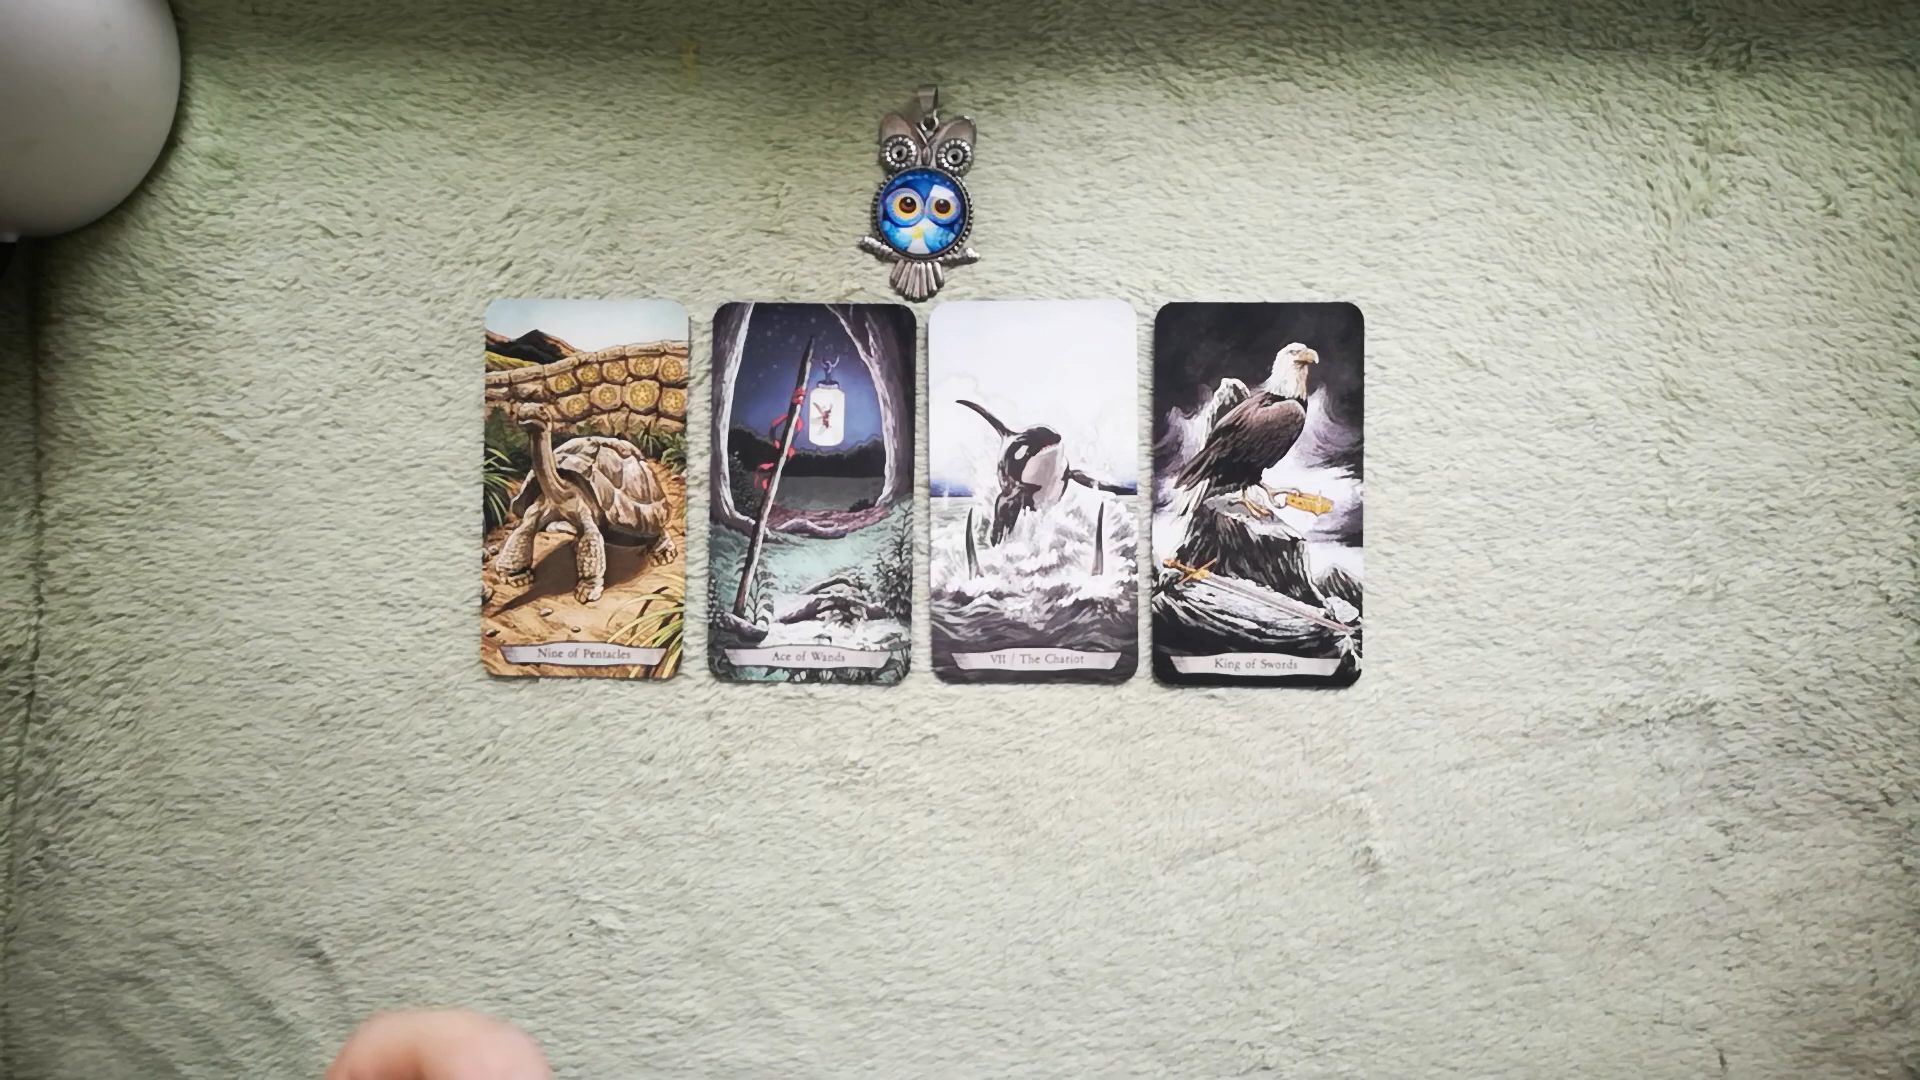 Nine of Pentacles
Ace of Wands
VII / The Chariot
King of Swords